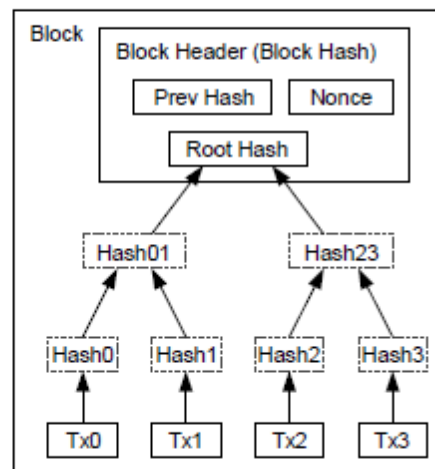 Block
Block Header (Block Hash)
Prev Hash
Nonce
Root Hash
Hash01
Hash23
Hash0
Hash1
Hash2
Hash3
Tx0
Tx1
Tx2
Tx3